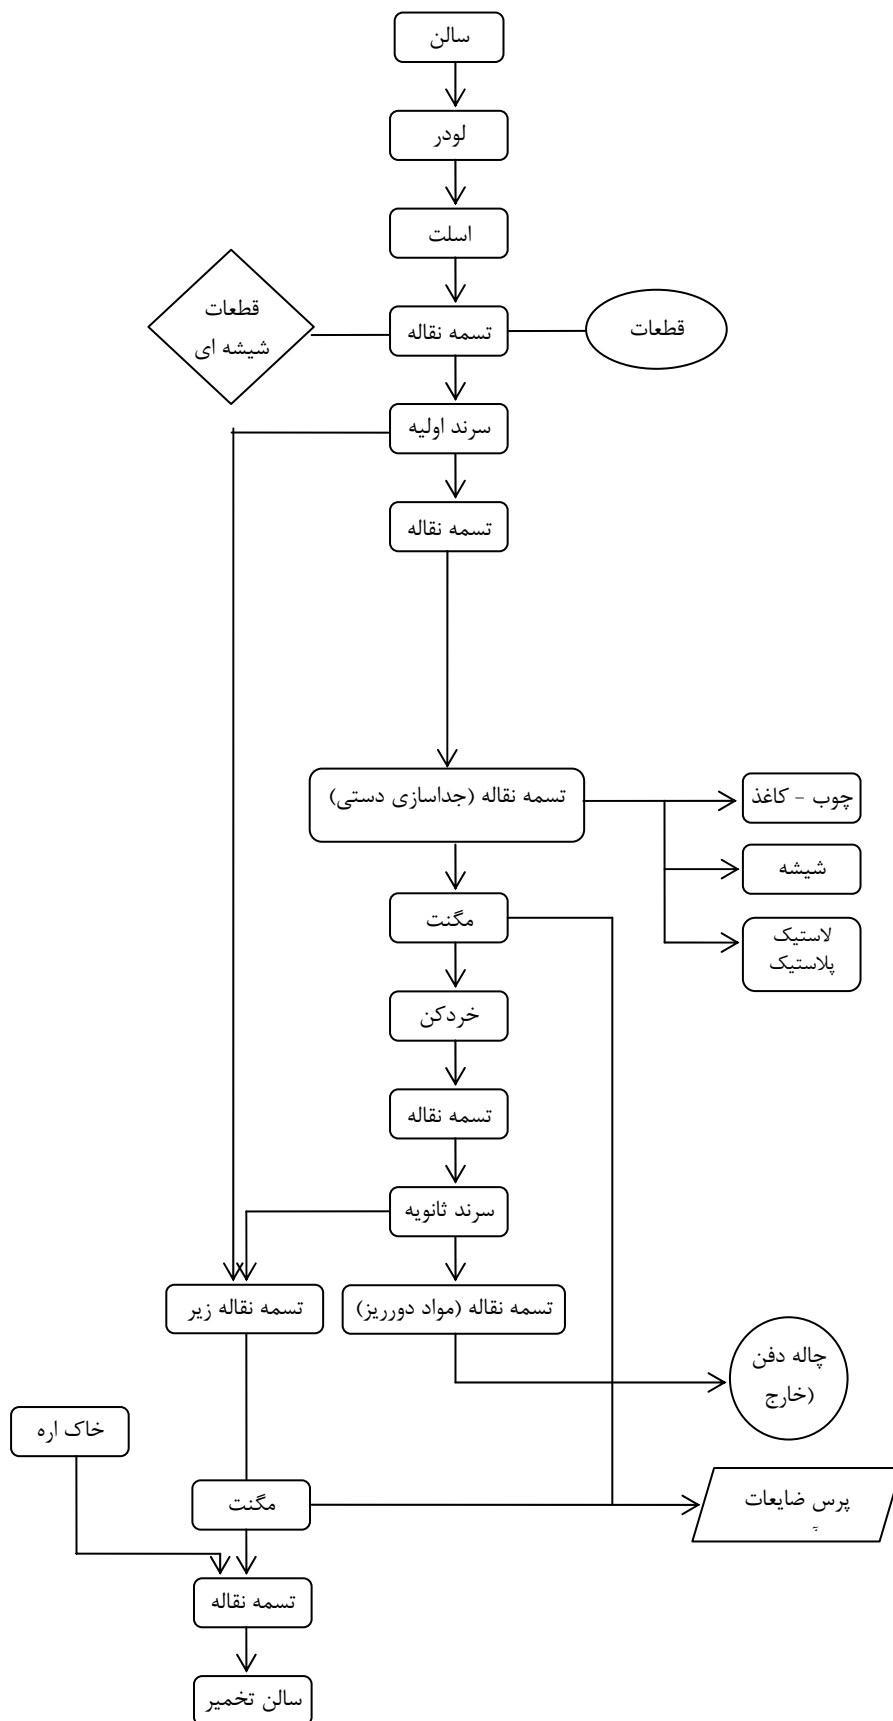 سالن
لودر
اسلت
قطعات
شیشه ای
تسمه نقاله
قطعات
سرند اولیه
تسمه نقاله
تسمه نقاله (جداسازی دستی)
چوب - کاغذ
شیشه
لاستیک
پلاستیک
مگنت
خردکن
تسمه نقاله
سرند ثانویه
تسمه نقاله زیر
تسمه نقاله (مواد دورریز)
چاله دفن
(خارج
خاک اره
مگنت
پرس ضایعات
تسمه نقاله
سالن تخمیر